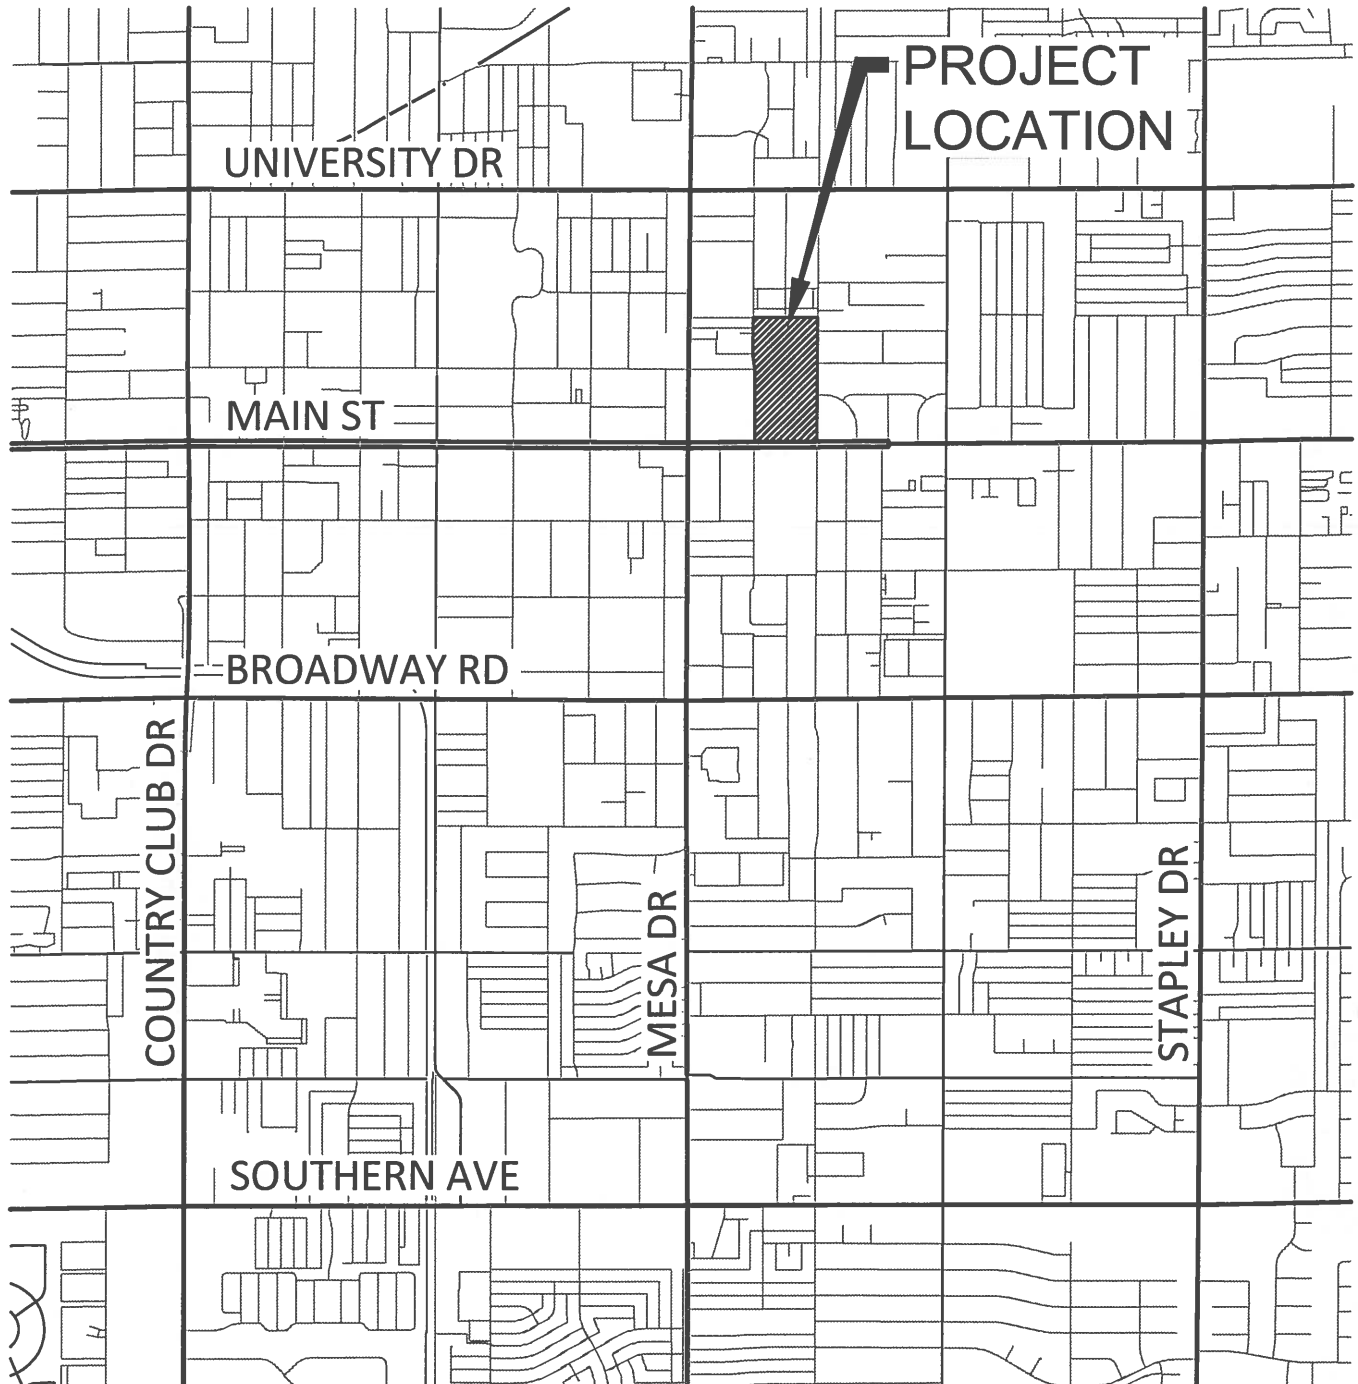 PROJECT
LOCATION
UNIVERSITY DR
MAIN ST
BROADWAY RD
COUNTRY CLUB DR
MESA DR
STAPLEY DR
SOUTHERN AVE